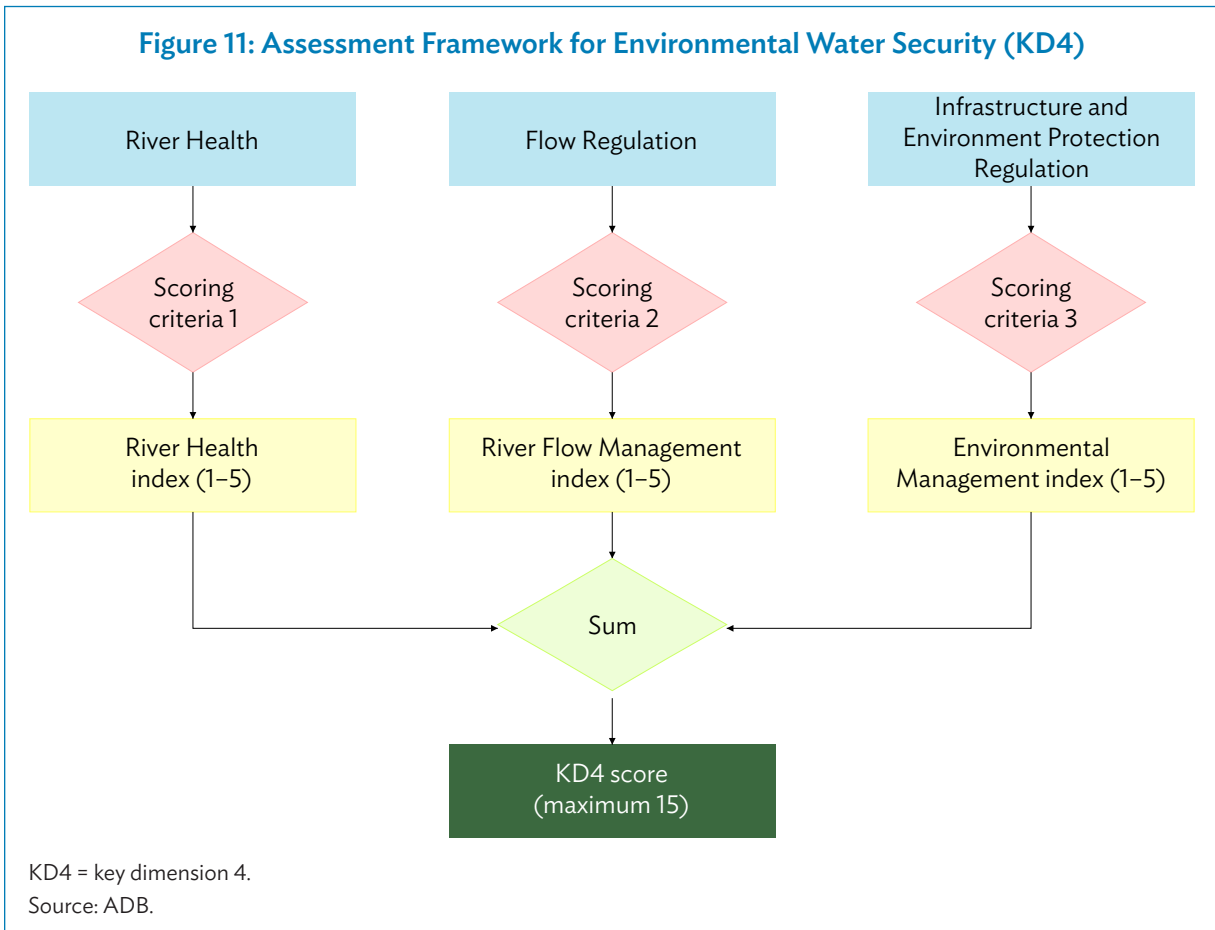 Figure 11: Assessment Framework for Environmental Water Security (KD4)
River Health
Flow Regulation
Infrastructure and
Environment Protection
Regulation
Scoring
criteria 1
Scoring
criteria 2
Scoring
criteria 3
River Health
index (1–5)
River Flow Management
index (1–5)
Environmental
Management index (1–5)
Sum
KD4 score
(maximum 15)
KD4 = key dimension 4.
Source: ADB.